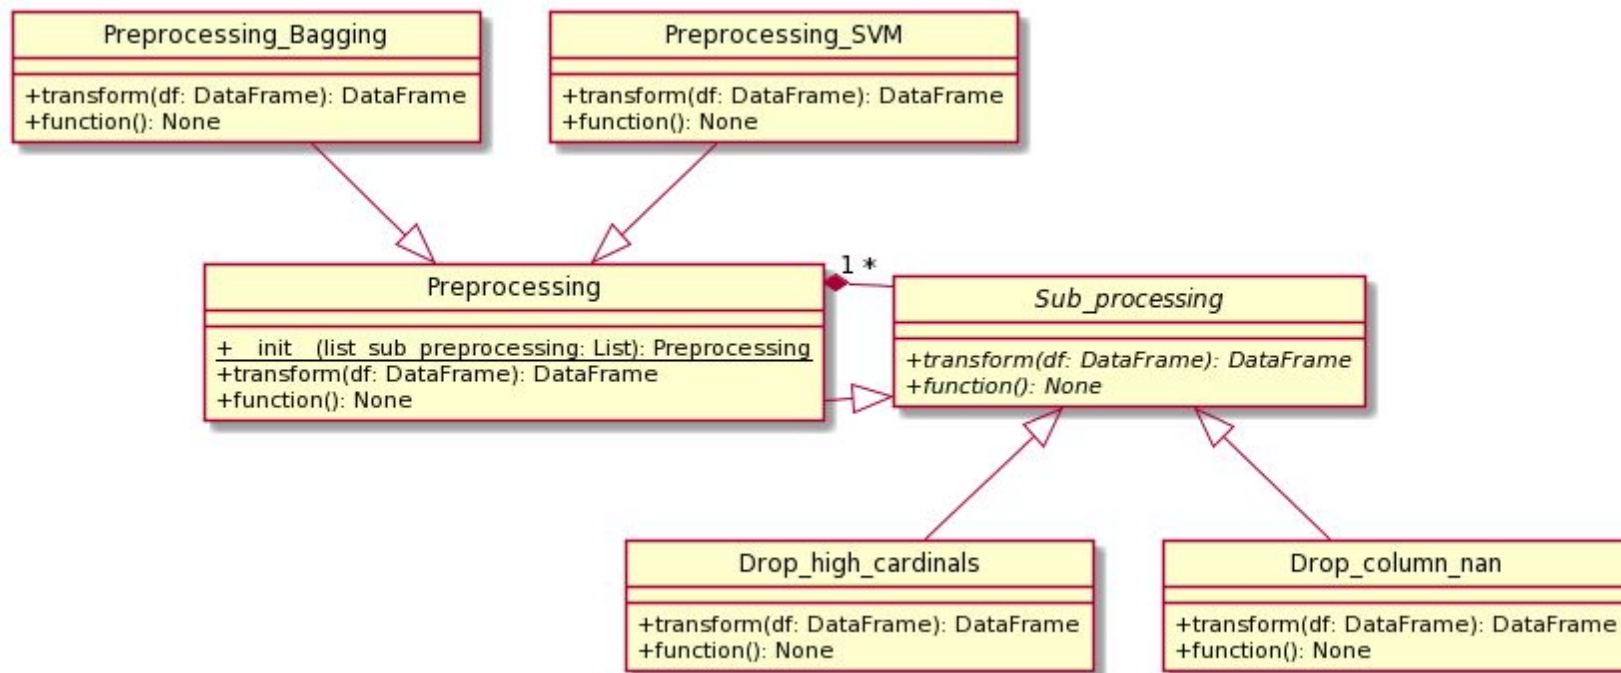 Preprocessing_Bagging
+transform(df: DataFrame): DataFrame
+function(): None
Preprocessing_SVM
+transform(df: DataFrame): DataFrame
+function(): None
Preprocessing
+__init__(list_sub_preprocessing: List): Preprocessing
+transform(df: DataFrame): DataFrame
+function(): None
1 *
Sub_processing
+transform(df: DataFrame): DataFrame
+function(): None
Drop_high_cardinals
+transform(df: DataFrame): DataFrame
+function(): None
Drop_column_nan
+transform(df: DataFrame): DataFrame
+function(): None